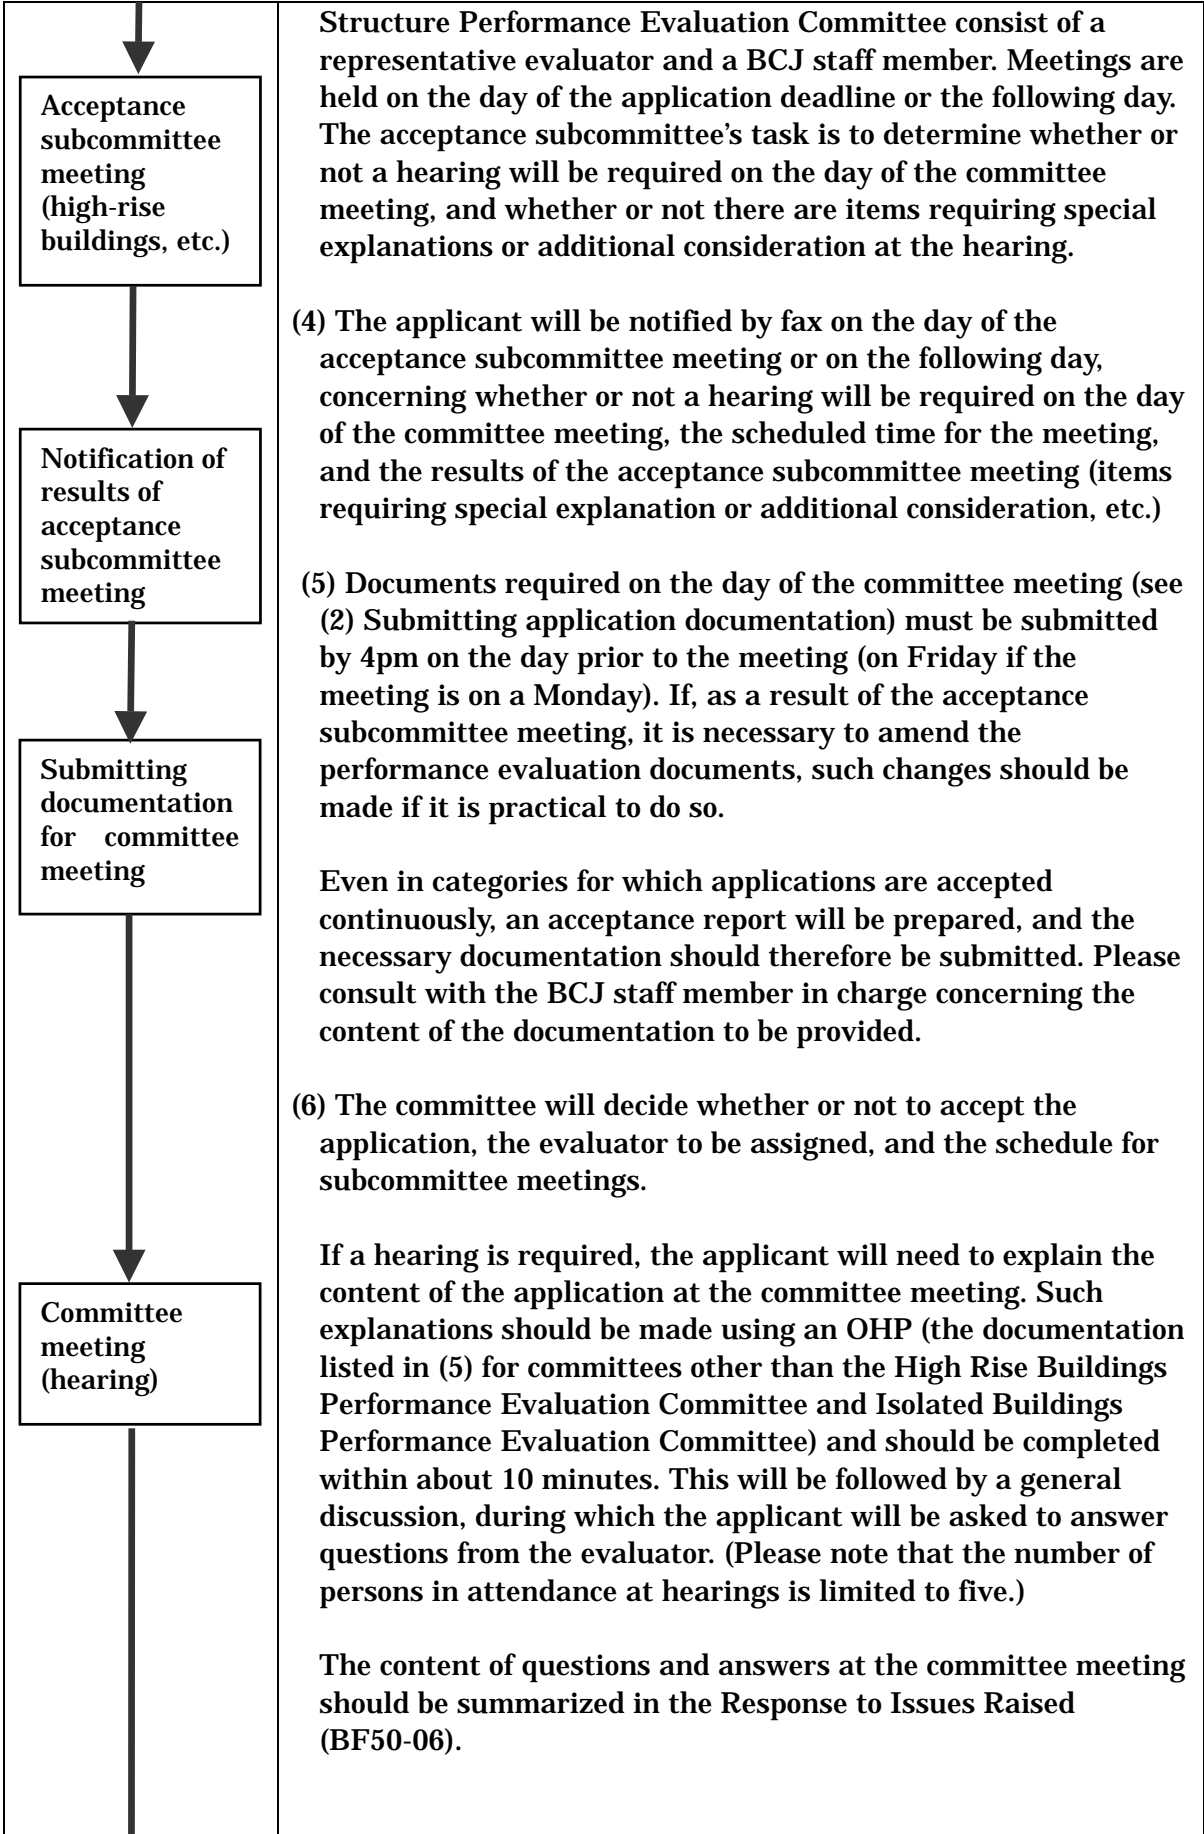 Acceptance
subcommittee
meeting
(high-rise
buildings, etc.)
Notification of
results of
acceptance
subcommittee
meeting
Submitting
documentation
for committee
meeting
Committee
meeting
(hearing)
Structure Performance Evaluation Committee consist of a
representative evaluator and a BCJ staff member. Meetings are
held on the day of the application deadline or the following day.
The acceptance subcommittee's task is to determine whether or
not a hearing will be required on the day of the committee
meeting, and whether or not there are items requiring special
explanations or additional consideration at the hearing.
(4) The applicant will be notified by fax on the day of the
acceptance subcommittee meeting or on the following day,
concerning whether or not a hearing will be required on the day
of the committee meeting, the scheduled time for the meeting,
and the results of the acceptance subcommittee meeting (items
requiring special explanation or additional consideration, etc.)
(5) Documents required on the day of the committee meeting (see
(2) Submitting application documentation) must be submitted
by 4pm on the day prior to the meeting (on Friday if the
meeting is on a Monday). If, as a result of the acceptance
subcommittee meeting, it is necessary to amend the
performance evaluation documents, such changes should be
made if it is practical to do so.
Even in categories for which applications are accepted
continuously, an acceptance report will be prepared, and the
necessary documentation should therefore be submitted. Please
consult with the BCJ staff member in charge concerning the
content of the documentation to be provided.
(6) The committee will decide whether or not to accept the
application, the evaluator to be assigned, and the schedule for
subcommittee meetings.
If a hearing is required, the applicant will need to explain the
content of the application at the committee meeting. Such
explanations should be made using an OHP (the documentation
listed in (5) for committees other than the High Rise Buildings
Performance Evaluation Committee and Isolated Buildings
Performance Evaluation Committee) and should be completed
within about 10 minutes. This will be followed by a general
discussion, during which the applicant will be asked to answer
questions from the evaluator. (Please note that the number of
persons in attendance at hearings is limited to five.)
The content of questions and answers at the committee meeting
should be summarized in the Response to Issues Raised
(BF50-06).